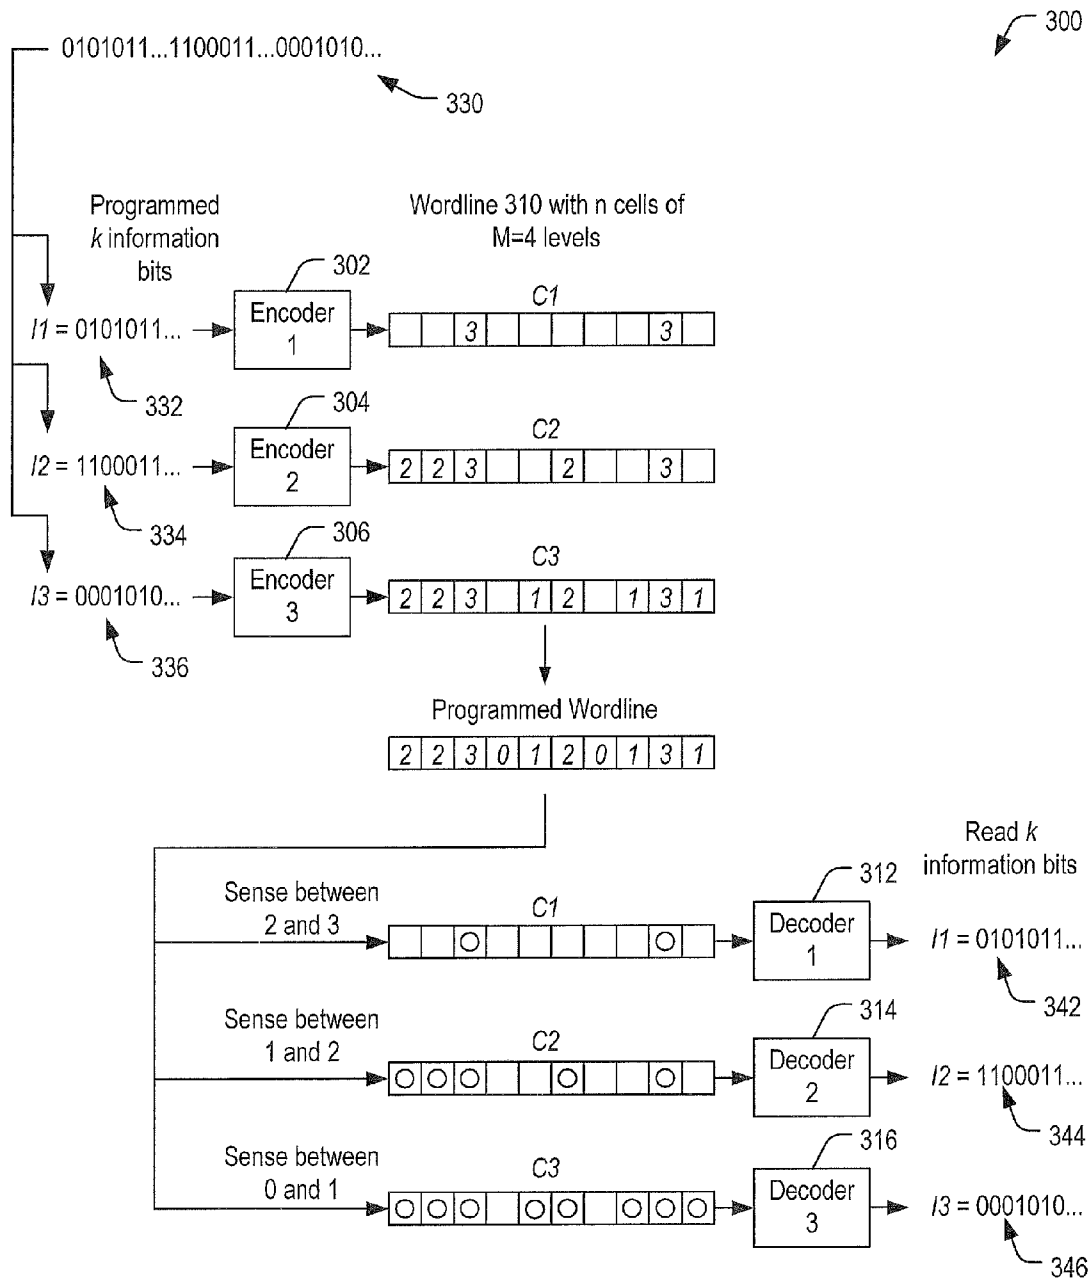 300
0101011...1100011...0001010...
330
Programmed
k information
bits
Wordline 310 with n cells of
M=4 levels
302
C1
I1 = 0101011...
Encoder
1
3 3
332
304
C2
I2 = 1100011...
Encoder
2
2 2 3 2 3
334
306
C3
I3 = 0001010...
Encoder
3
2 2 3 1 2 1 3 1
336
Programmed Wordline
2 2 3 0 1 2 0 1 3 1
Read k
information bits
312
Sense between
2 and 3
C1
Decoder
1
I1 = 0101011...
342
314
Sense between
1 and 2
C2
Decoder
2
I2 = 1100011...
344
316
Sense between
0 and 1
C3
Decoder
3
I3 = 0001010...
346